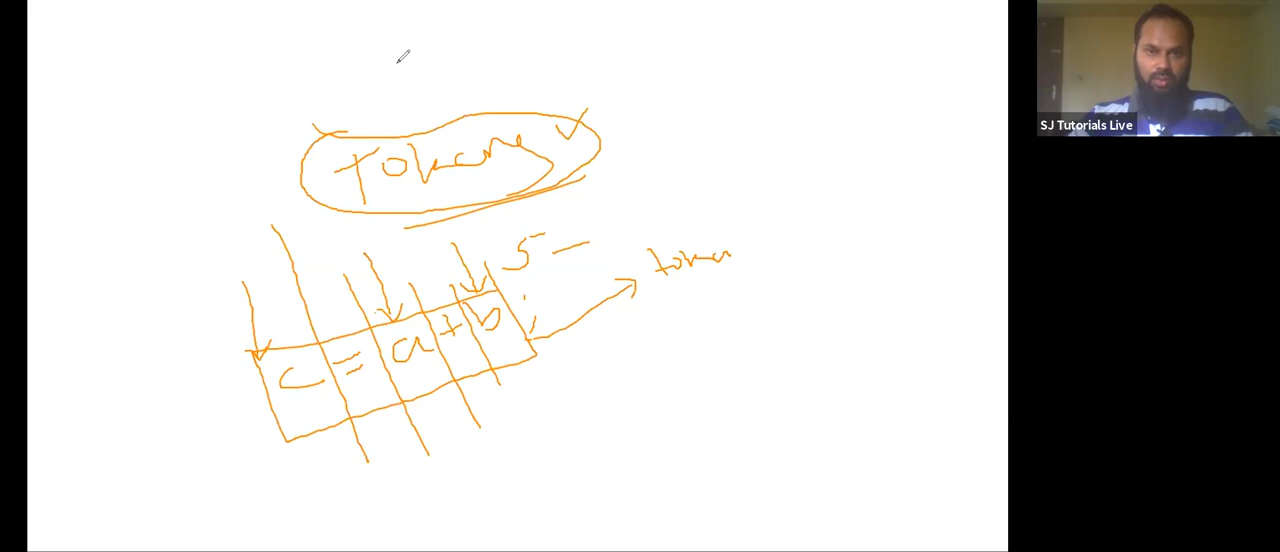 Tokens
5 —
token
c = a + b ;
SJ Tutorials Live